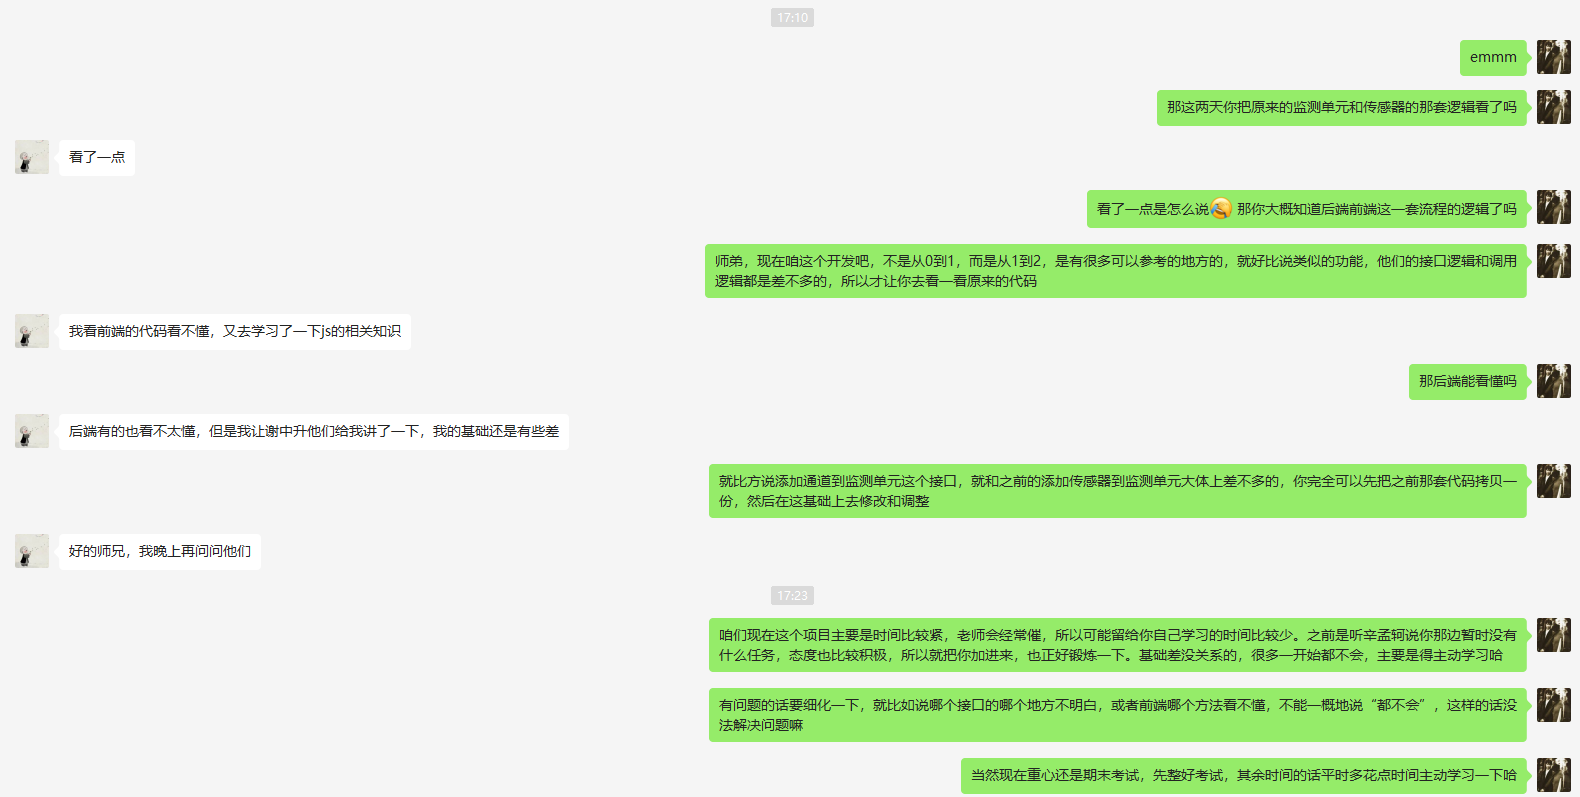 17:10
emmm
那这两天你把原来的监测单元和传感器的那套逻辑看了吗
看了一点
看了一点是怎么说 那你大概知道后端前端这一套流程的逻辑了吗
师弟，现在咱这个开发吧，不是从0到1，而是从1到2，是有很多可以参考的地方的，就好比说类似的功能，他们的接口逻辑和调用
逻辑都是差不多的，所以才让你去看一看原来的代码
我看前端的代码看不懂，又去学习了一下js的相关知识
那后端能看懂吗
后端有的也看不太懂，但是我让谢中升他们给我讲了一下，我的基础还是有些差
就比方说添加通道到监测单元这个接口，就和之前的添加传感器到监测单元大体上差不多的，你完全可以先把之前那套代码拷贝一
份，然后在这基础上去修改和调整
好的师兄，我晚上再问问他们
17:23
咱们现在这个项目主要是时间比较紧，老师会经常催，所以可能留给你自己学习的时间比较少。之前是听辛孟轲说你那边暂时没有
什么任务，态度也比较积极，所以就把你加进来，也正好锻炼一下。基础差没关系的，很多一开始都不会，主要是得主动学习哈
有问题的话要细化一下，就比如说哪个接口的哪个地方不明白，或者前端哪个方法看不懂，不能一概地说“都不会”，这样的话没
法解决问题嘛
当然现在重心还是期末考试，先整好考试，其余时间的话平时多花点时间主动学习一下哈